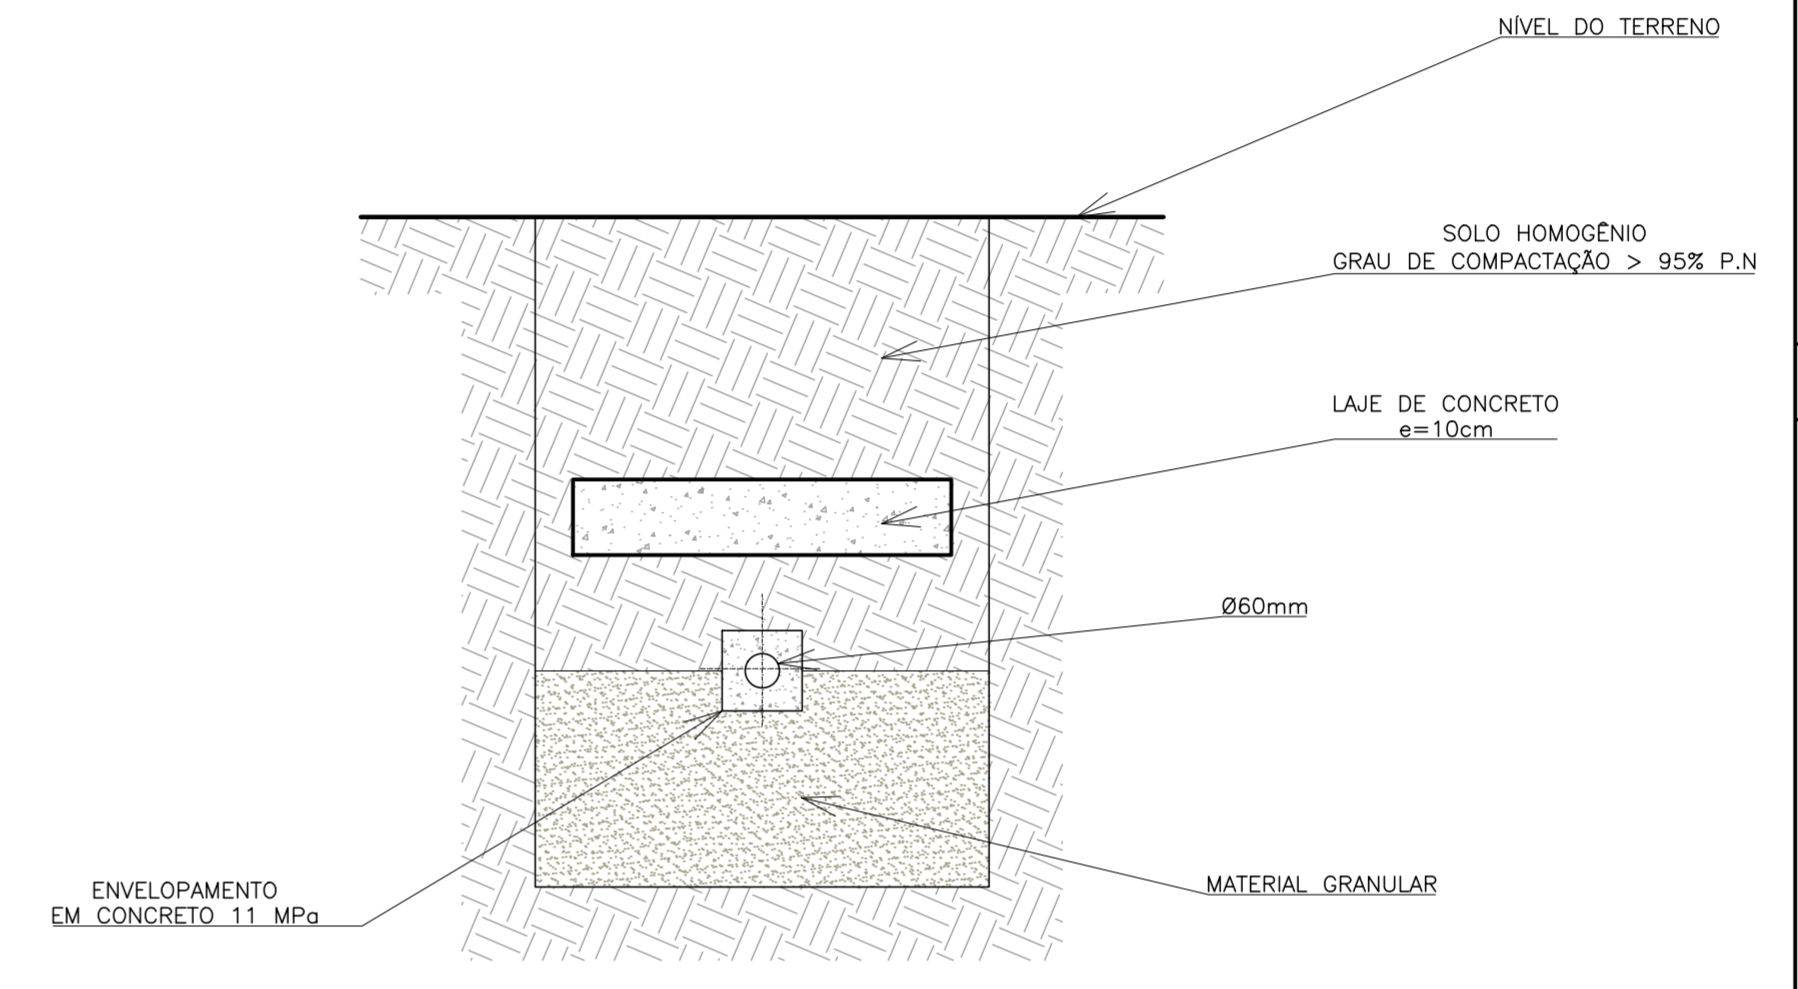 NÍVEL DO TERRENO
SOLO HOMOGÊNIO
GRAU DE COMPACTAÇÃO > 95% P.N
LAJE DE CONCRETO
e=10cm
Ø60mm
ENVELOPAMENTO
EM CONCRETO 11 MPa
MATERIAL GRANULAR